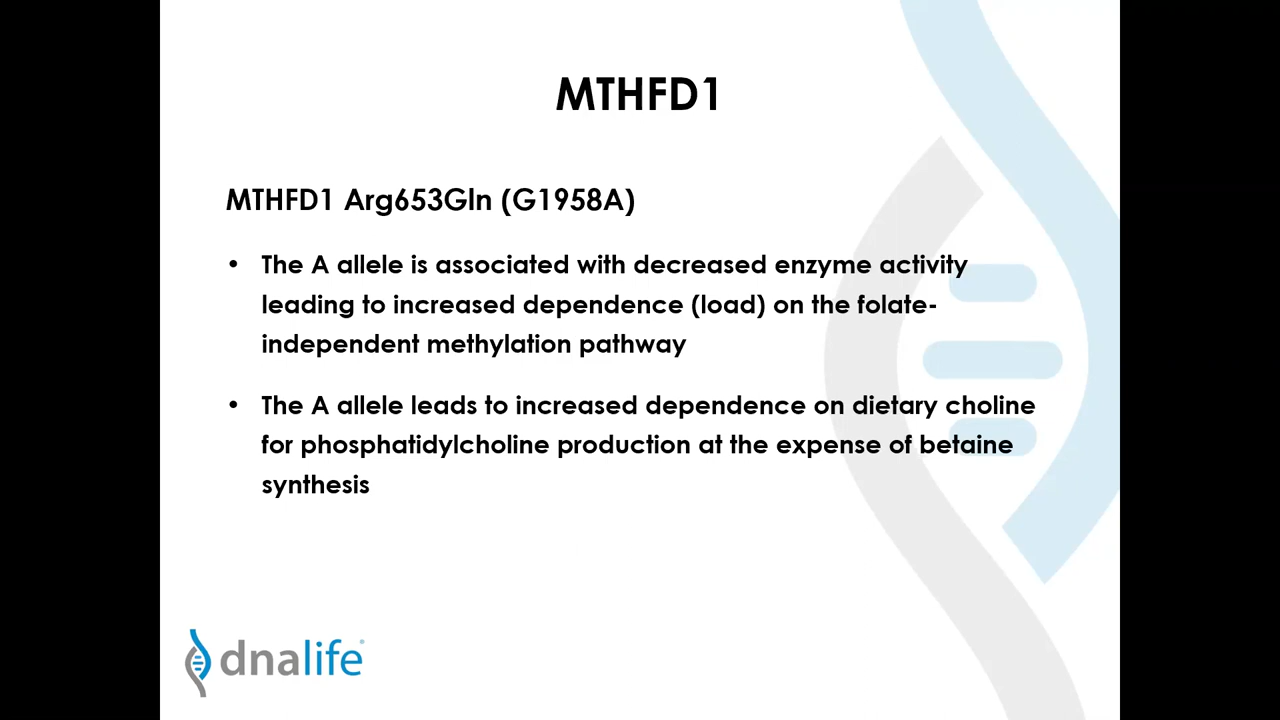 MTHFD1
MTHFD1 Arg653Gln (G1958A)
• The A allele is associated with decreased enzyme activity
leading to increased dependence (load) on the folate-
independent methylation pathway
• The A allele leads to increased dependence on dietary choline
for phosphatidylcholine production at the expense of betaine
synthesis
dnalife